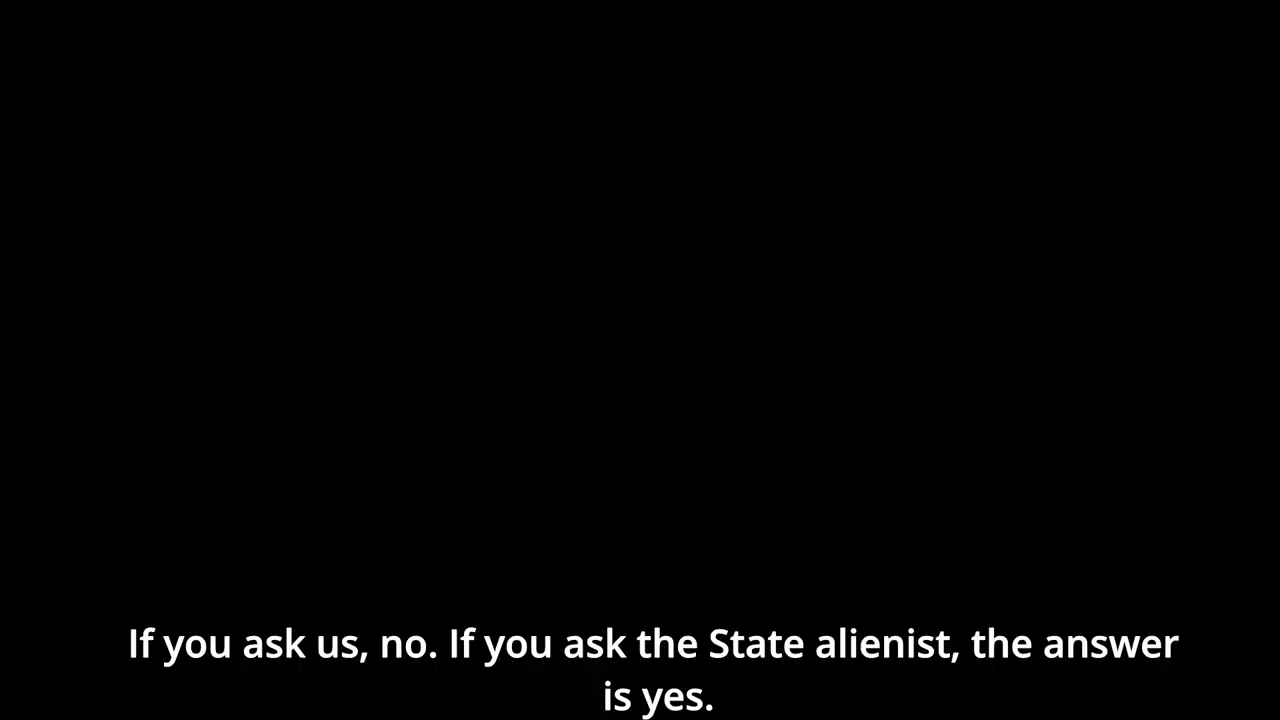 If you ask us, no. If you ask the State alienist, the answer
is yes.